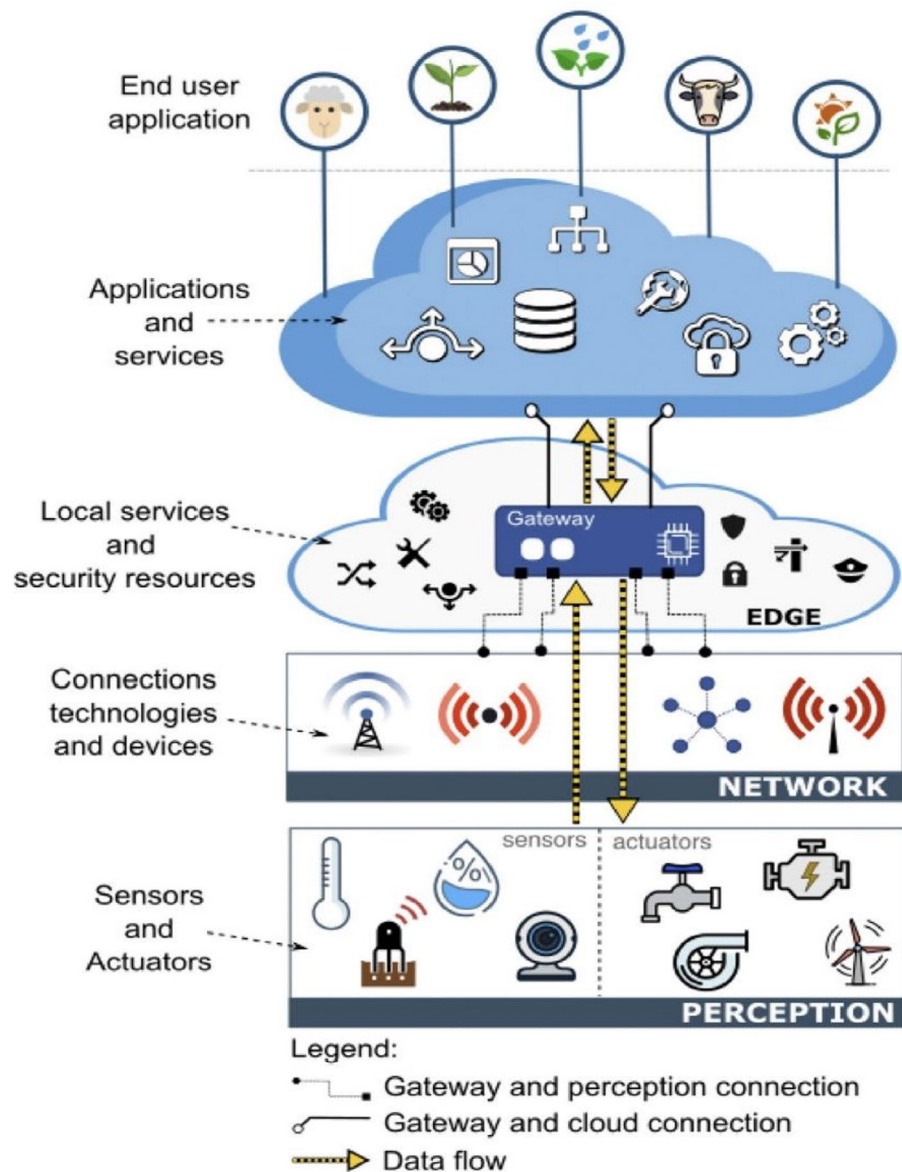 End user
application
Applications
and
services
Local services
and
security resources
Gateway
EDGE
Connections
technologies
and devices
NETWORK
sensors
actuators
%
Sensors
and
Actuators
PERCEPTION
Legend:
Gateway and perception connection
Gateway and cloud connection
Data flow